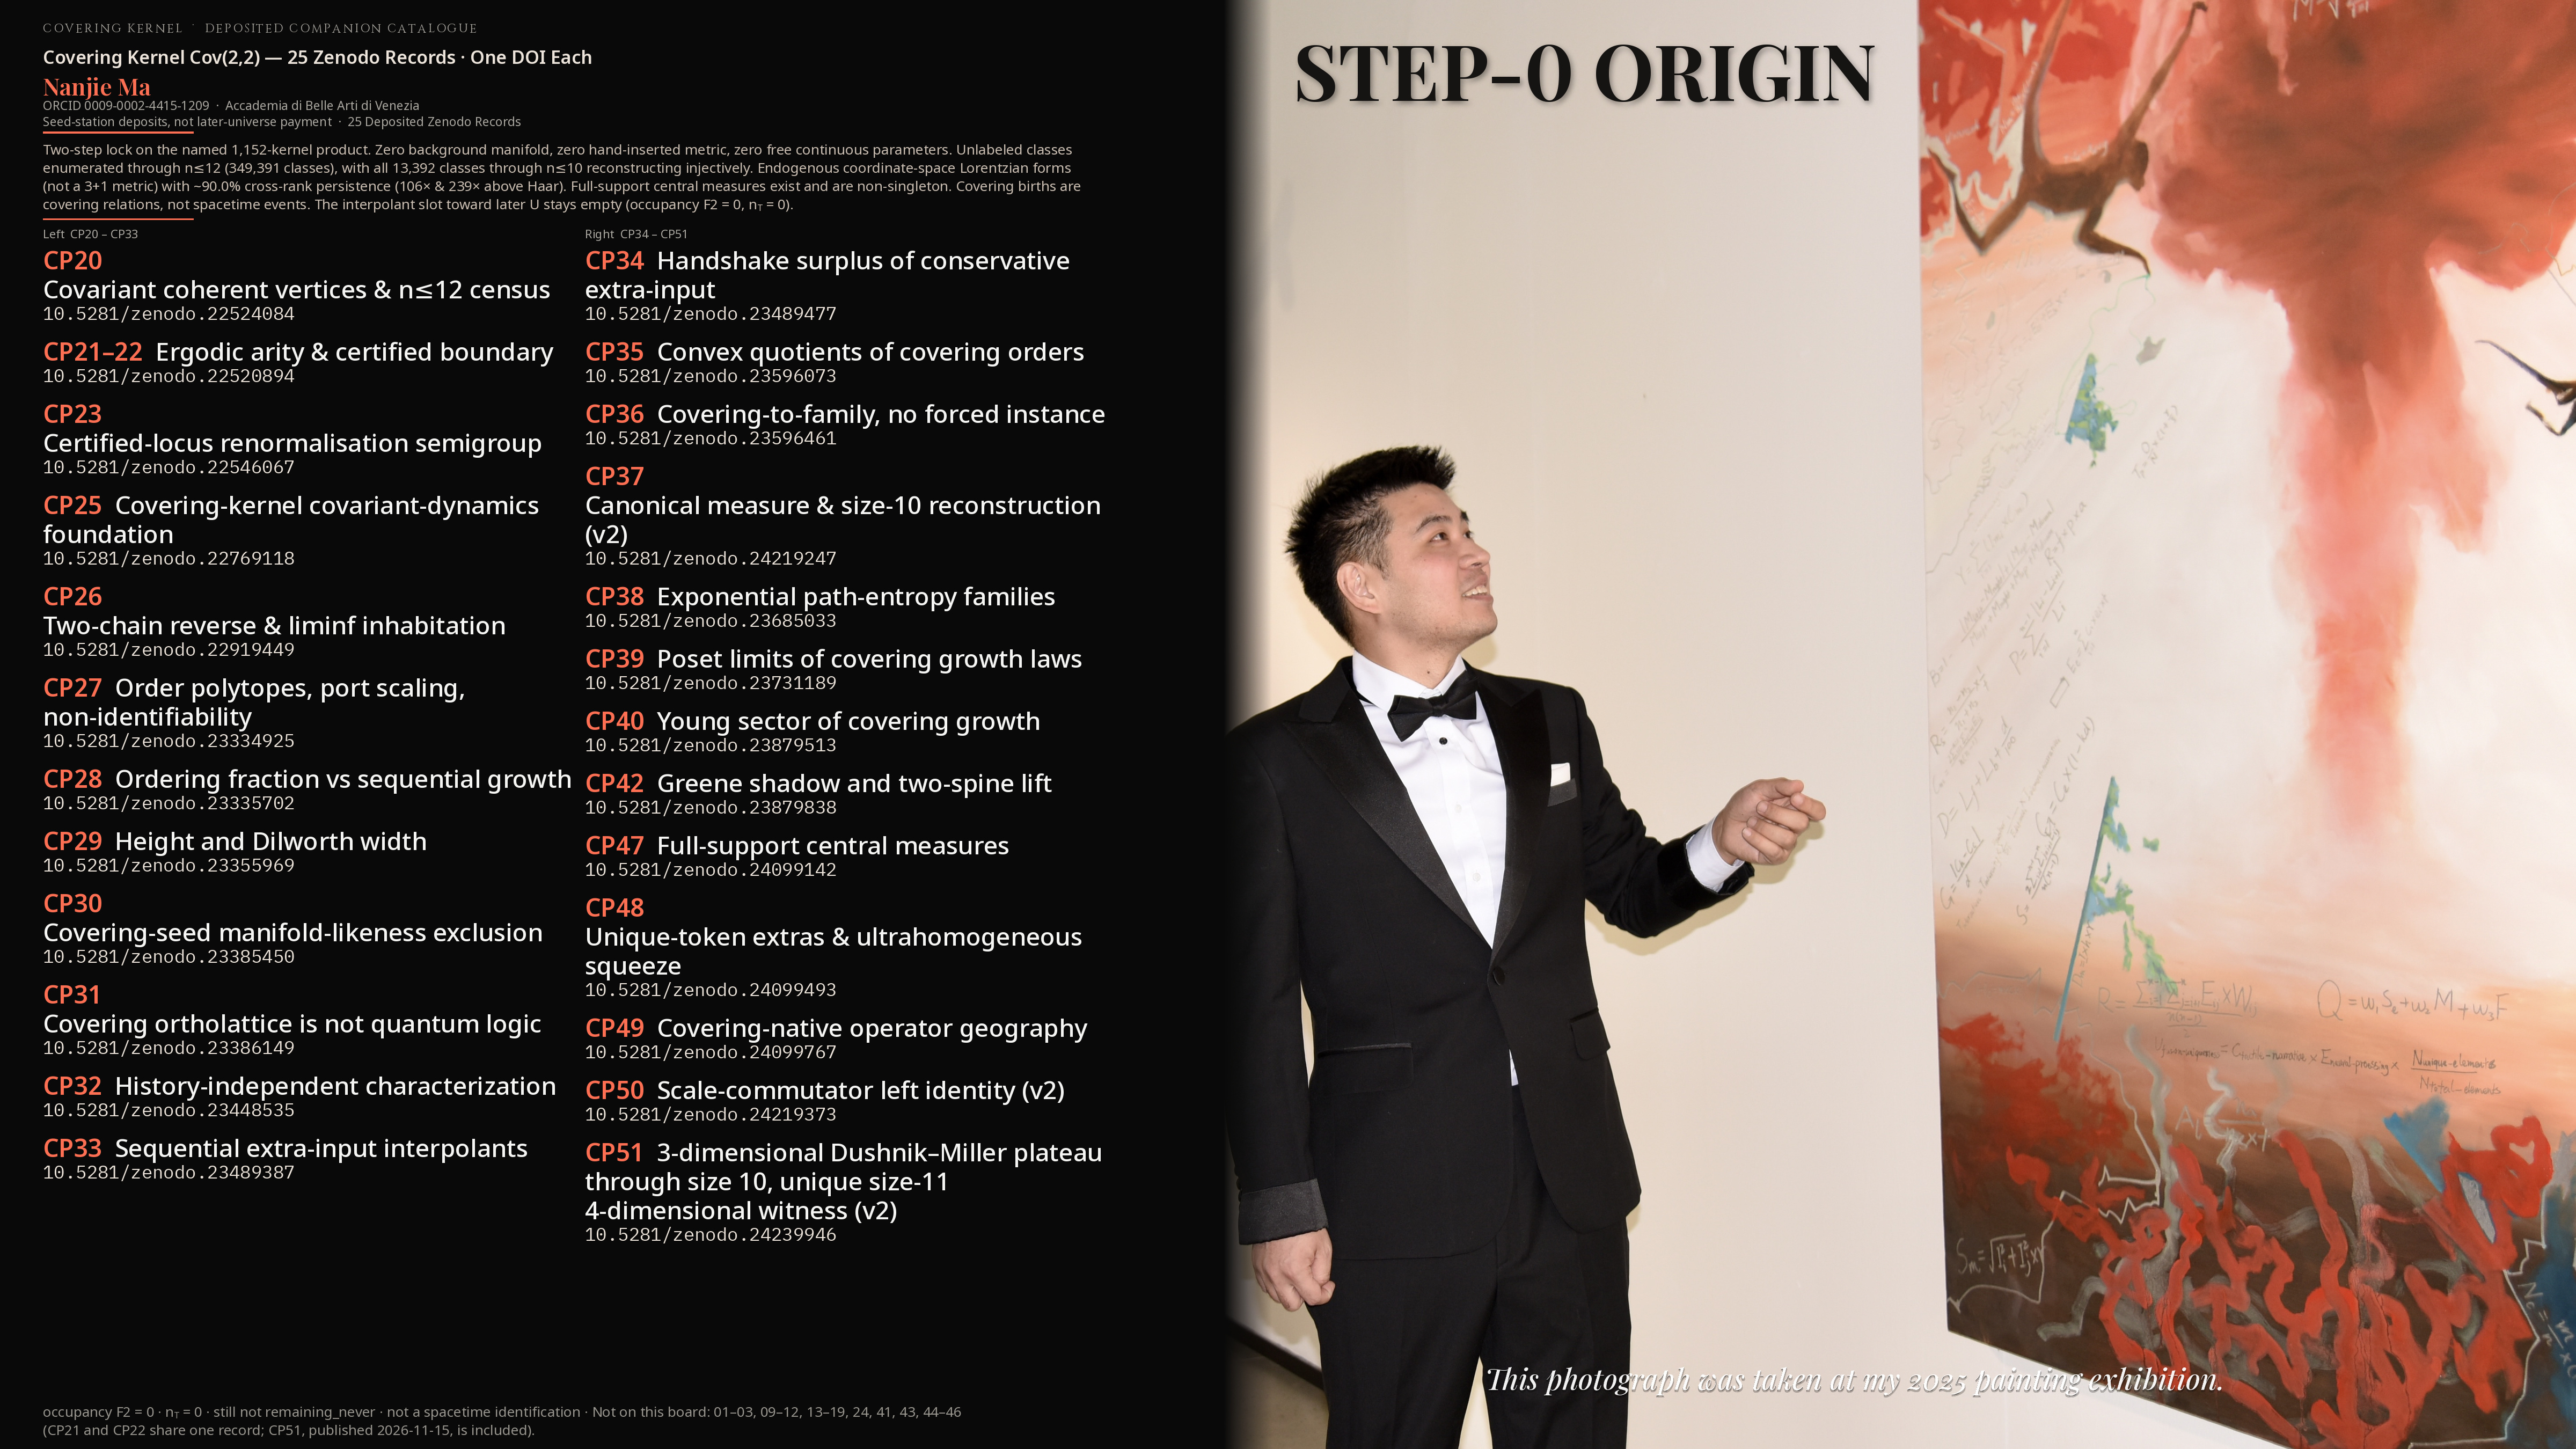 COVERING KERNEL · DEPOSITED COMPANION CATALOGUE
Covering Kernel Cov(2,2) — 25 Zenodo Records · One DOI Each
Nanjie Ma
ORCID 0009-0002-4415-1209 · Accademia di Belle Arti di Venezia
Seed-station deposits, not later-universe payment · 25 Deposited Zenodo Records
Two-step lock on the named 1,152-kernel product. Zero background manifold, zero hand-inserted metric, zero free continuous parameters. Unlabeled classes
enumerated through n≤12 (349,391 classes), with all 13,392 classes through n≤10 reconstructing injectively. Endogenous coordinate-space Lorentzian forms
(not a 3+1 metric) with ~90.0% cross-rank persistence (106× & 239× above Haar). Full-support central measures exist and are non-singleton. Covering births are
covering relations, not spacetime events. The interpolant slot toward later U stays empty (occupancy F2 = 0, n_T = 0).
Left CP20 – CP33
CP20
Covariant coherent vertices & n≤12 census
10.5281/zenodo.22524084
CP21–22 Ergodic arity & certified boundary
10.5281/zenodo.22520894
CP23
Certified-locus renormalisation semigroup
10.5281/zenodo.22546067
CP25 Covering-kernel covariant-dynamics
foundation
10.5281/zenodo.22769118
CP26
Two-chain reverse & liminf inhabitation
10.5281/zenodo.22919449
CP27 Order polytopes, port scaling,
non-identifiability
10.5281/zenodo.23334925
CP28 Ordering fraction vs sequential growth
10.5281/zenodo.23335702
CP29 Height and Dilworth width
10.5281/zenodo.23355969
CP30
Covering-seed manifold-likeness exclusion
10.5281/zenodo.23385450
CP31
Covering ortholattice is not quantum logic
10.5281/zenodo.23386149
CP32 History-independent characterization
10.5281/zenodo.23448535
CP33 Sequential extra-input interpolants
10.5281/zenodo.23489387
Right CP34 – CP51
CP34 Handshake surplus of conservative
extra-input
10.5281/zenodo.23489477
CP35 Convex quotients of covering orders
10.5281/zenodo.23596073
CP36 Covering-to-family, no forced instance
10.5281/zenodo.23596461
CP37
Canonical measure & size-10 reconstruction
(v2)
10.5281/zenodo.24219247
CP38 Exponential path-entropy families
10.5281/zenodo.23685033
CP39 Poset limits of covering growth laws
10.5281/zenodo.23731189
CP40 Young sector of covering growth
10.5281/zenodo.23879513
CP42 Greene shadow and two-spine lift
10.5281/zenodo.23879838
CP47 Full-support central measures
10.5281/zenodo.24099142
CP48
Unique-token extras & ultrahomogeneous
squeeze
10.5281/zenodo.24099493
CP49 Covering-native operator geography
10.5281/zenodo.24099767
CP50 Scale-commutator left identity (v2)
10.5281/zenodo.24219373
CP51 3-dimensional Dushnik–Miller plateau
through size 10, unique size-11
4-dimensional witness (v2)
10.5281/zenodo.24239946
occupancy F2 = 0 · n_T = 0 · still not remaining_never · not a spacetime identification · Not on this board: 01–03, 09–12, 13–19, 24, 41, 43, 44–46
(CP21 and CP22 share one record; CP51, published 2026-11-15, is included).
STEP-0 ORIGIN
Q = w₁Sₑ + w₂M + w₃F
This photograph was taken at my 2025 painting exhibition.